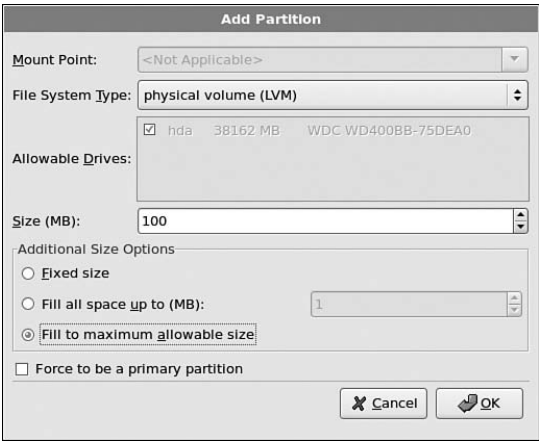 Add Partition
Mount Point: <Not Applicable>
File System Type: physical volume (LVM)
Allowable Drives: hda 38162 MB WDC WD400BB-75DEA0
Size (MB): 100
Additional Size Options
Fixed size
Fill all space up to (MB): 1
Fill to maximum allowable size
Force to be a primary partition
Cancel OK